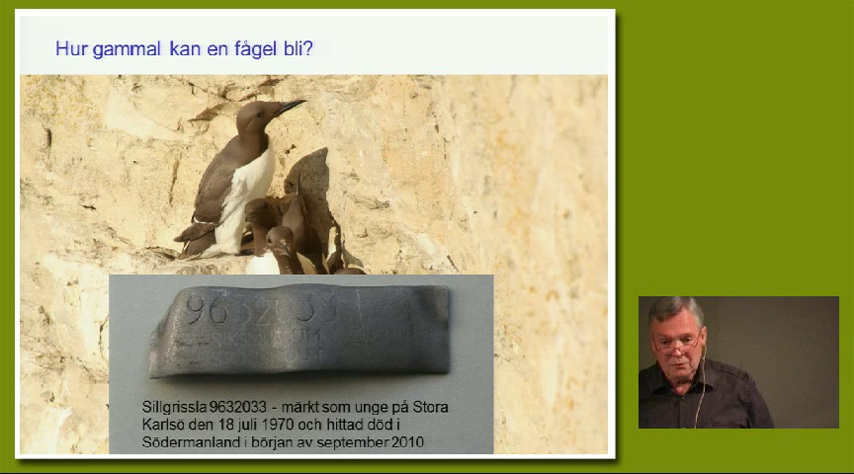 Hur gammal kan en fågel bli?
9632033
Sillgrissla 9632033 - märkt som unge på Stora
Karlsö den 18 juli 1970 och hittad död i
Södermanland i början av september 2010